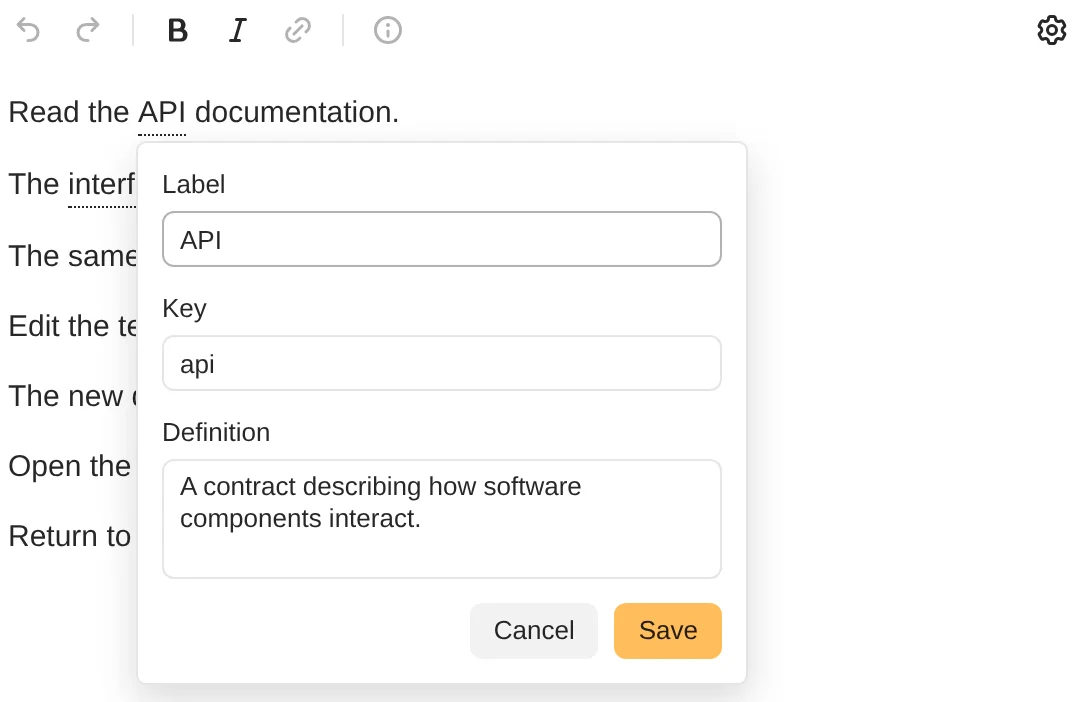 Read the API documentation.
The interf
The same
Edit the te
The new
Open the
Return to
Label
API
Key
api
Definition
A contract describing how software
components interact.
Cancel
Save